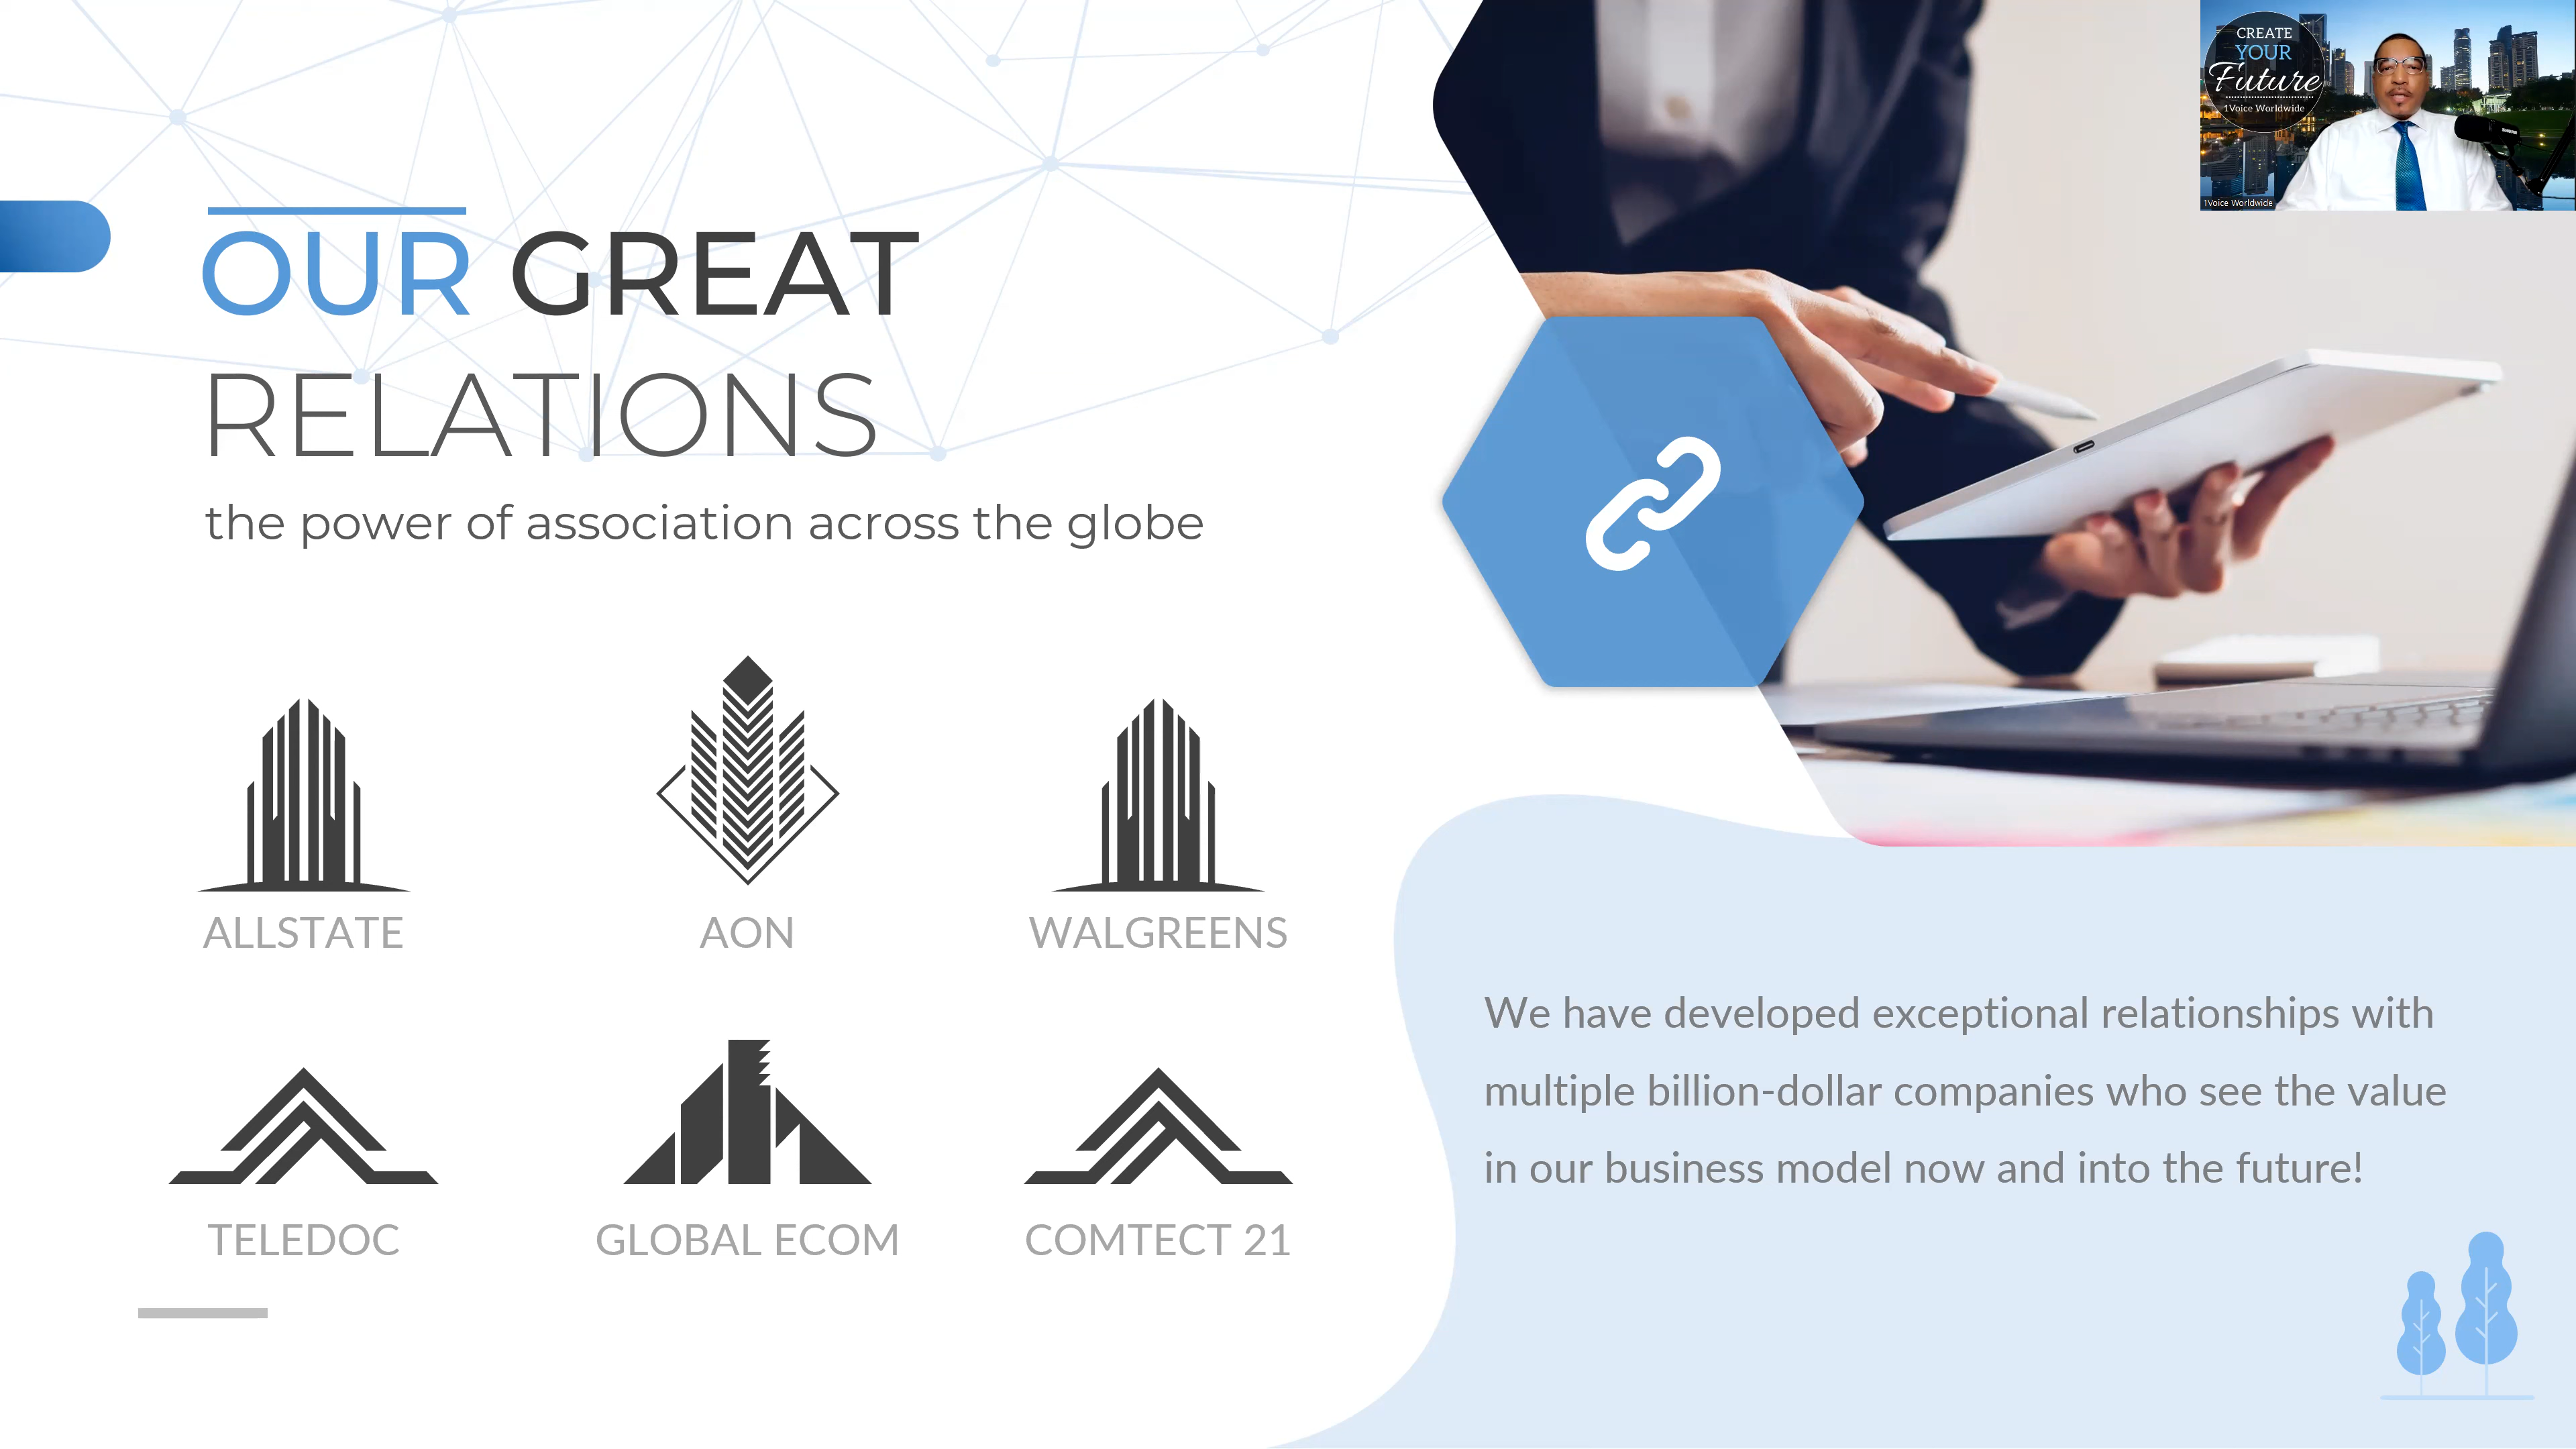 OUR GREAT
RELATIONS
the power of association across the globe
ALLSTATE
AON
WALGREENS
TELEDOC
GLOBAL ECOM
COMTECT 21
We have developed exceptional relationships with
multiple billion-dollar companies who see the value
in our business model now and into the future!
CREATE
YOUR
Future
1Voice Worldwide
1Voice Worldwide